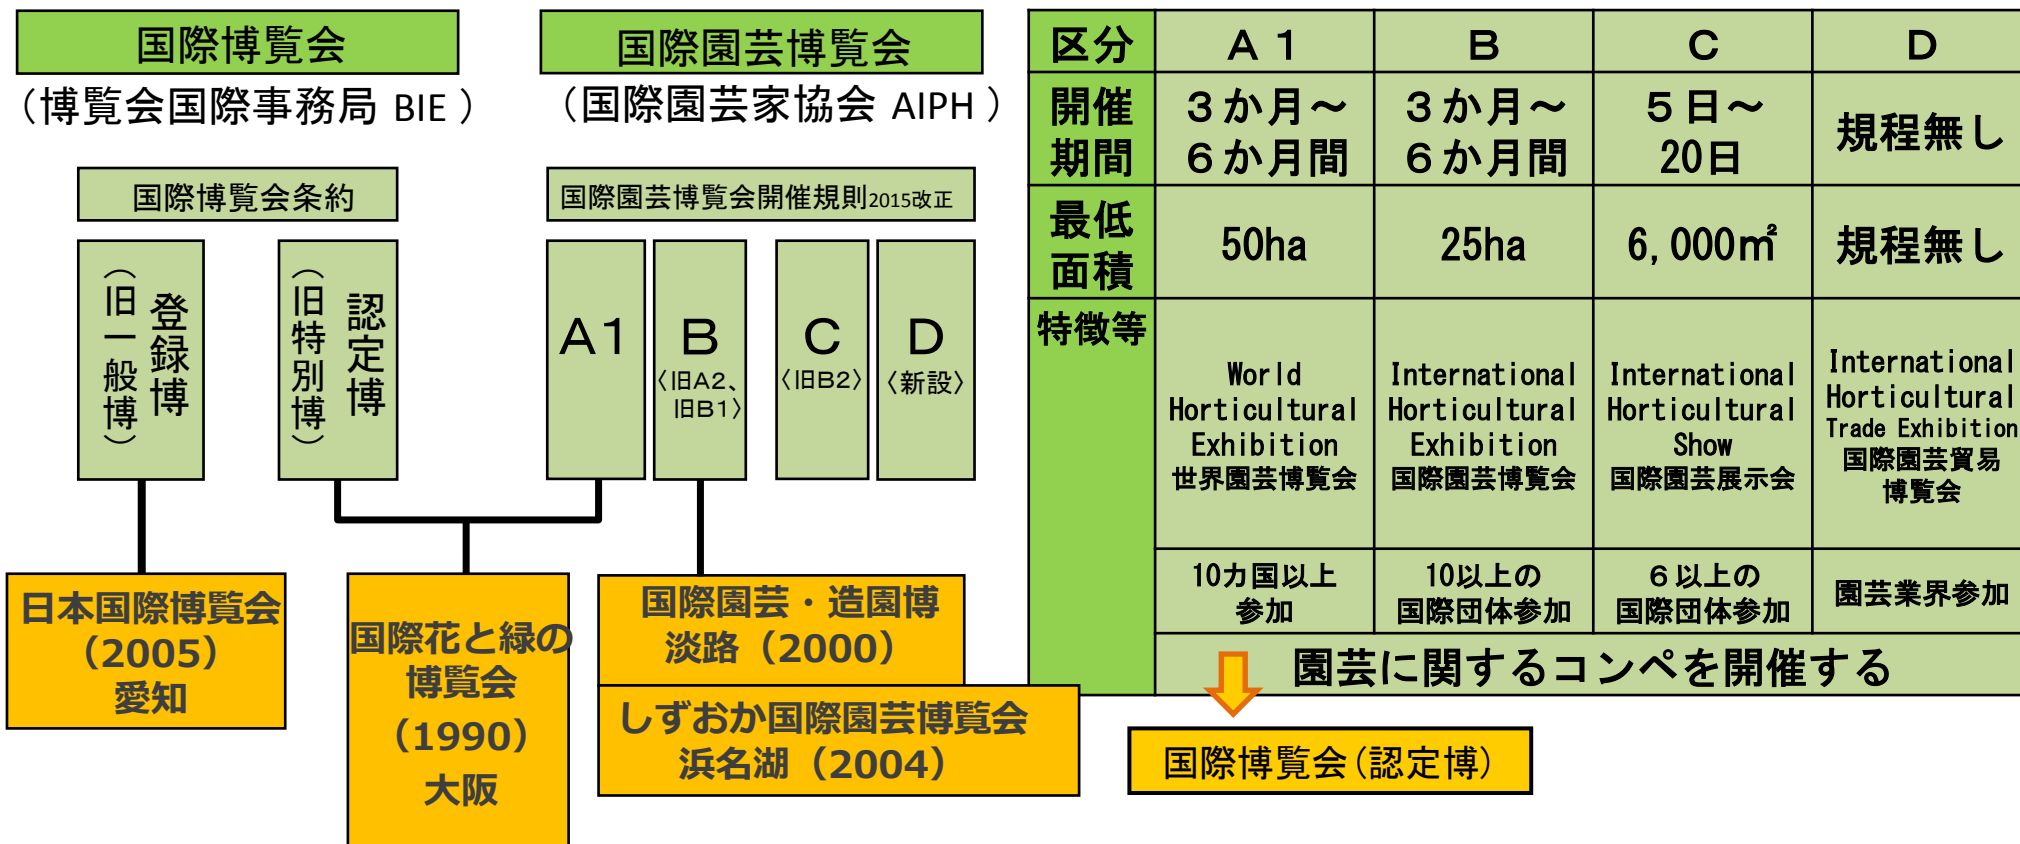 国際博覧会
（博覧会国際事務局 BIE ）
国際博覧会条約
登録博
（旧一般博）
認定博
（旧特別博）
国際園芸博覧会
（国際園芸家協会 AIPH ）
国際園芸博覧会開催規則2015改正
A1
B
〈旧A2、
旧B1〉
C
〈旧B2〉
D
〈新設〉
日本国際博覧会
（2005）
愛知
国際花と緑の
博覧会
（1990）
大阪
国際園芸・造園博
淡路（2000）
しずおか国際園芸博覧会
浜名湖（2004）
区分
Ａ１
Ｂ
Ｃ
Ｄ
開催
期間
３か月～
６か月間
３か月～
６か月間
５日～
20日
規程無し
最低
面積
50ha
25ha
6,000㎡
規程無し
特徴等
World
Horticultural
Exhibition
世界園芸博覧会
International
Horticultural
Exhibition
国際園芸博覧会
International
Horticultural
Show
国際園芸展示会
International
Horticultural
Trade Exhibition
国際園芸貿易
博覧会
10カ国以上
参加
10以上の
国際団体参加
６以上の
国際団体参加
園芸業界参加
園芸に関するコンペを開催する
国際博覧会（認定博）